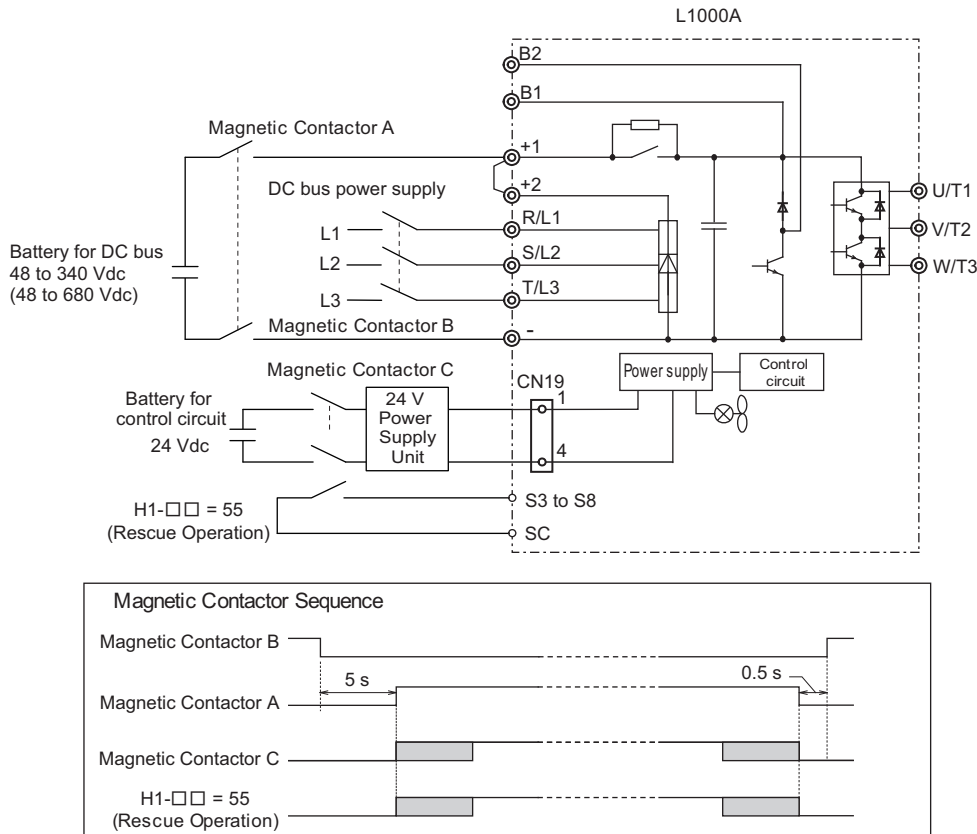 L1000A
B2
B1
Magnetic Contactor A
+1
+2
DC bus power supply
R/L1
L1
S/L2
L2
T/L3
L3
U/T1
V/T2
W/T3
Battery for DC bus
48 to 340 Vdc
(48 to 680 Vdc)
Magnetic Contactor B
-
Magnetic Contactor C
CN19
1
4
Power supply
Control
circuit
Battery for
control circuit
24 Vdc
24 V
Power
Supply
Unit
H1-□□ = 55
(Rescue Operation)
S3 to S8
SC
Magnetic Contactor Sequence
Magnetic Contactor B
5 s
0.5 s
Magnetic Contactor A
Magnetic Contactor C
H1-□□ = 55
(Rescue Operation)